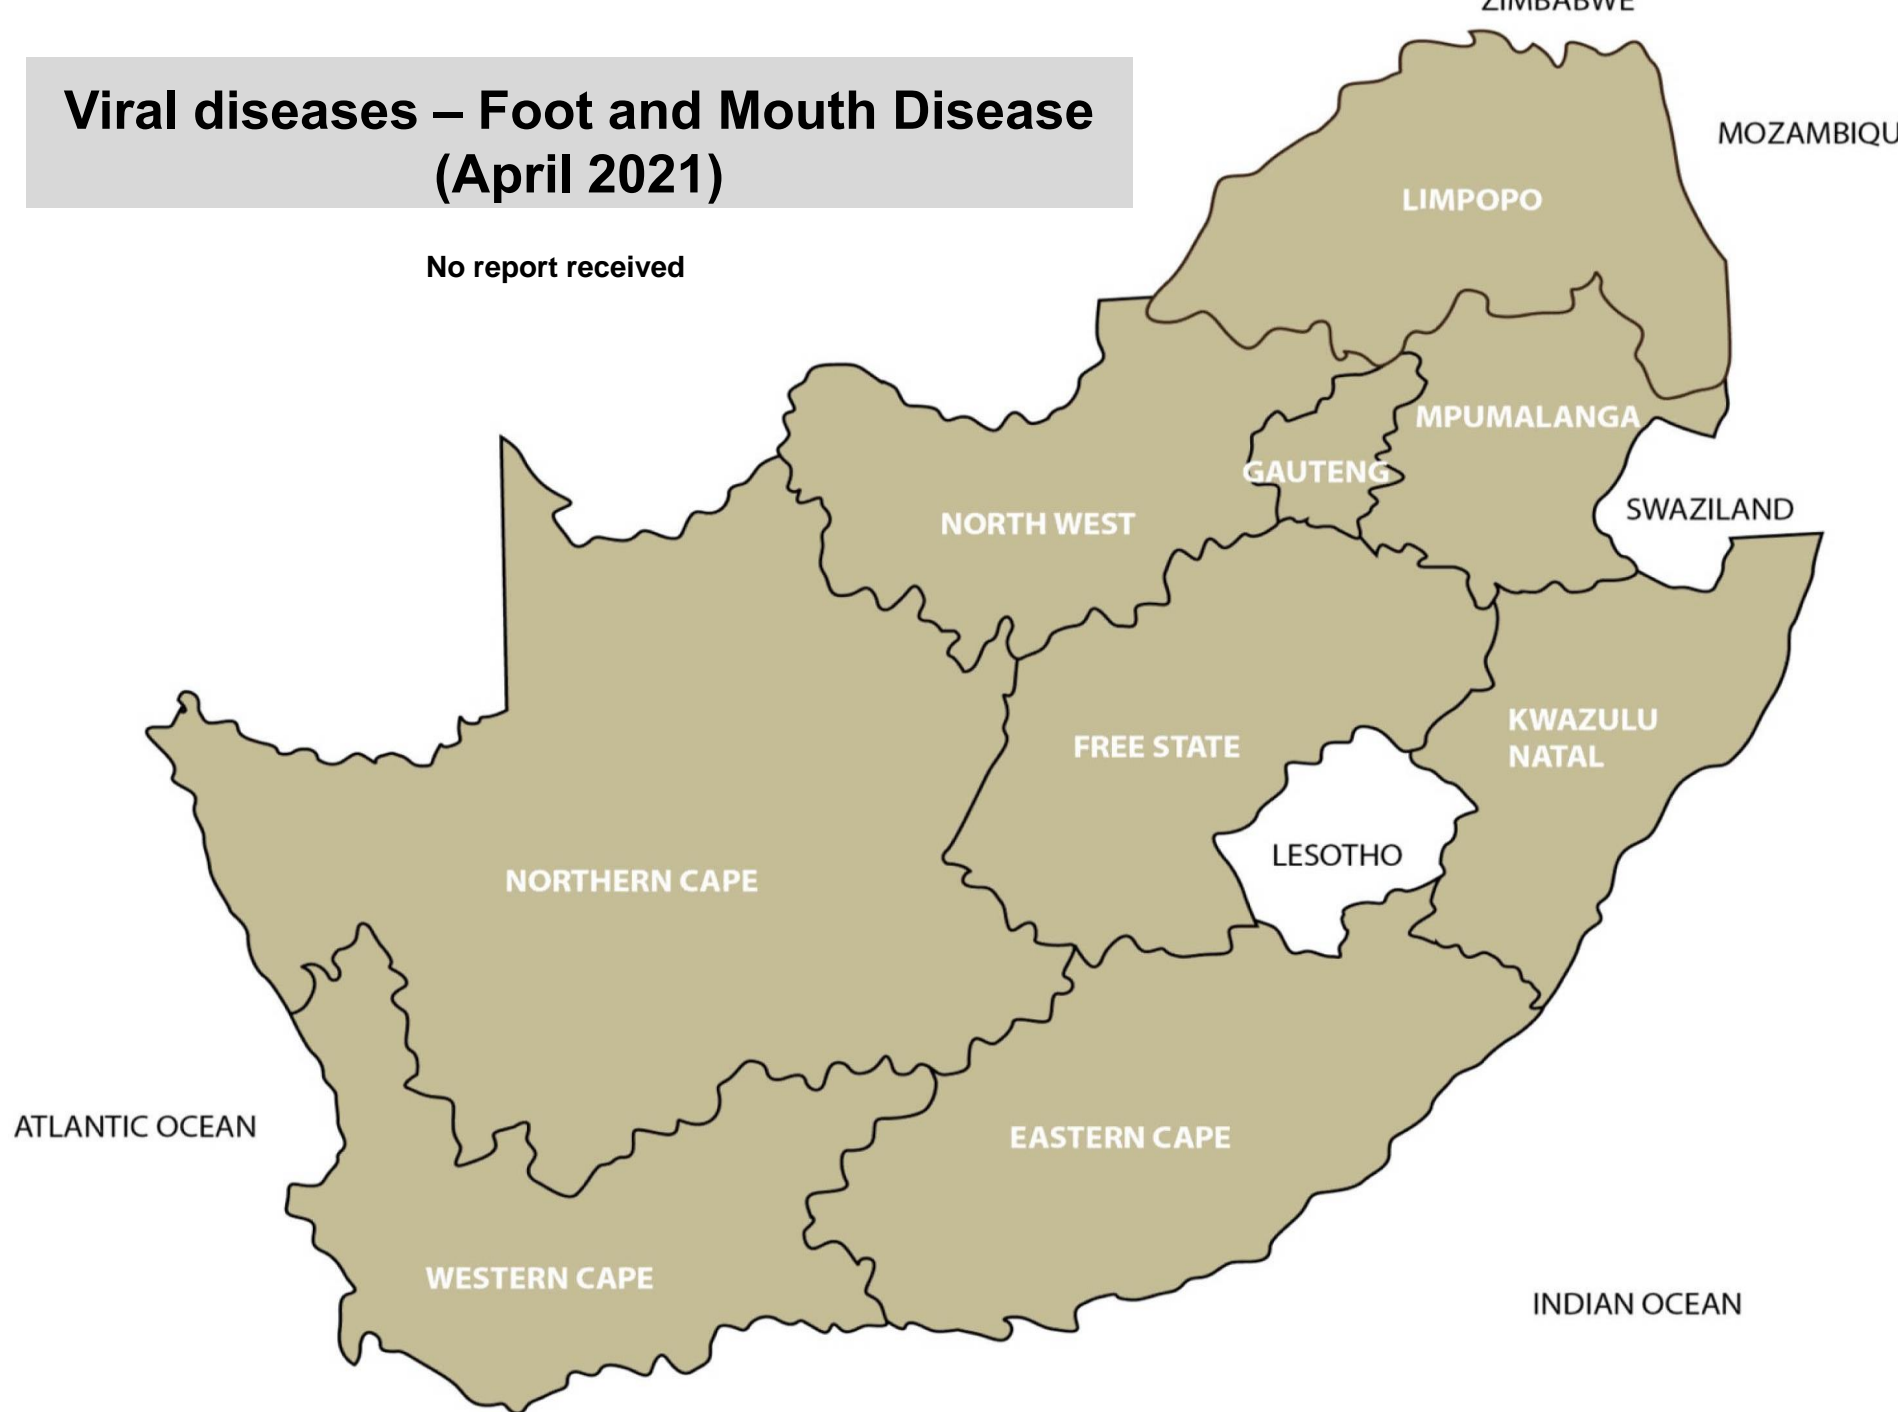 ZIMBABWE
Viral diseases – Foot and Mouth Disease
(April 2021)
MOZAMBIQU
LIMPOPO
No report received
MPUMALANGA
GAUTENG
SWAZILAND
NORTH WEST
KWAZULU
NATAL
FREE STATE
LESOTHO
NORTHERN CAPE
ATLANTIC OCEAN
EASTERN CAPE
WESTERN CAPE
INDIAN OCEAN